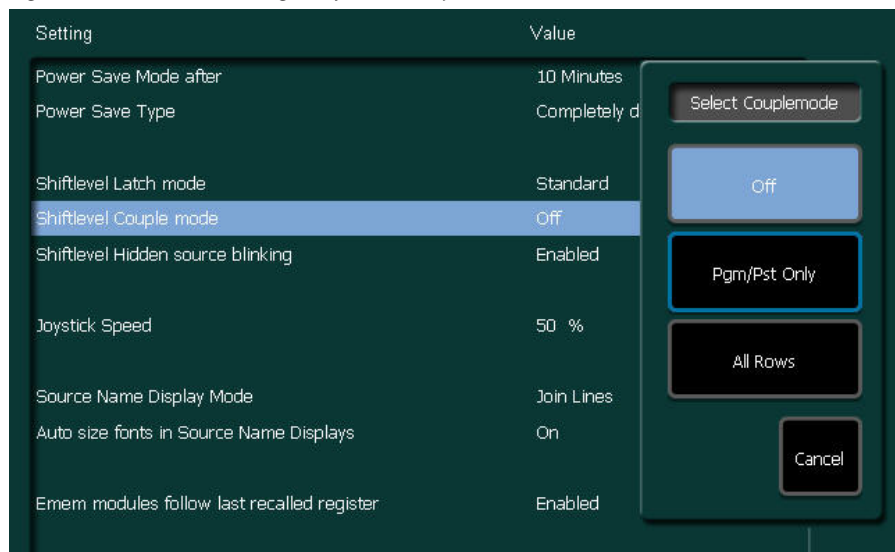 Setting Value
Power Save Mode after 10 Minutes
Power Save Type Completely d
Select Couplemode
Shiftlevel Latch mode Standard
Off
Shiftlevel Couple mode Off
Shiftlevel Hidden source blinking Enabled
Pgm/Pst Only
Joystick Speed 50 %
All Rows
Source Name Display Mode Join Lines
Auto size fonts in Source Name Displays On
Cancel
Emem modules follow last recalled register Enabled